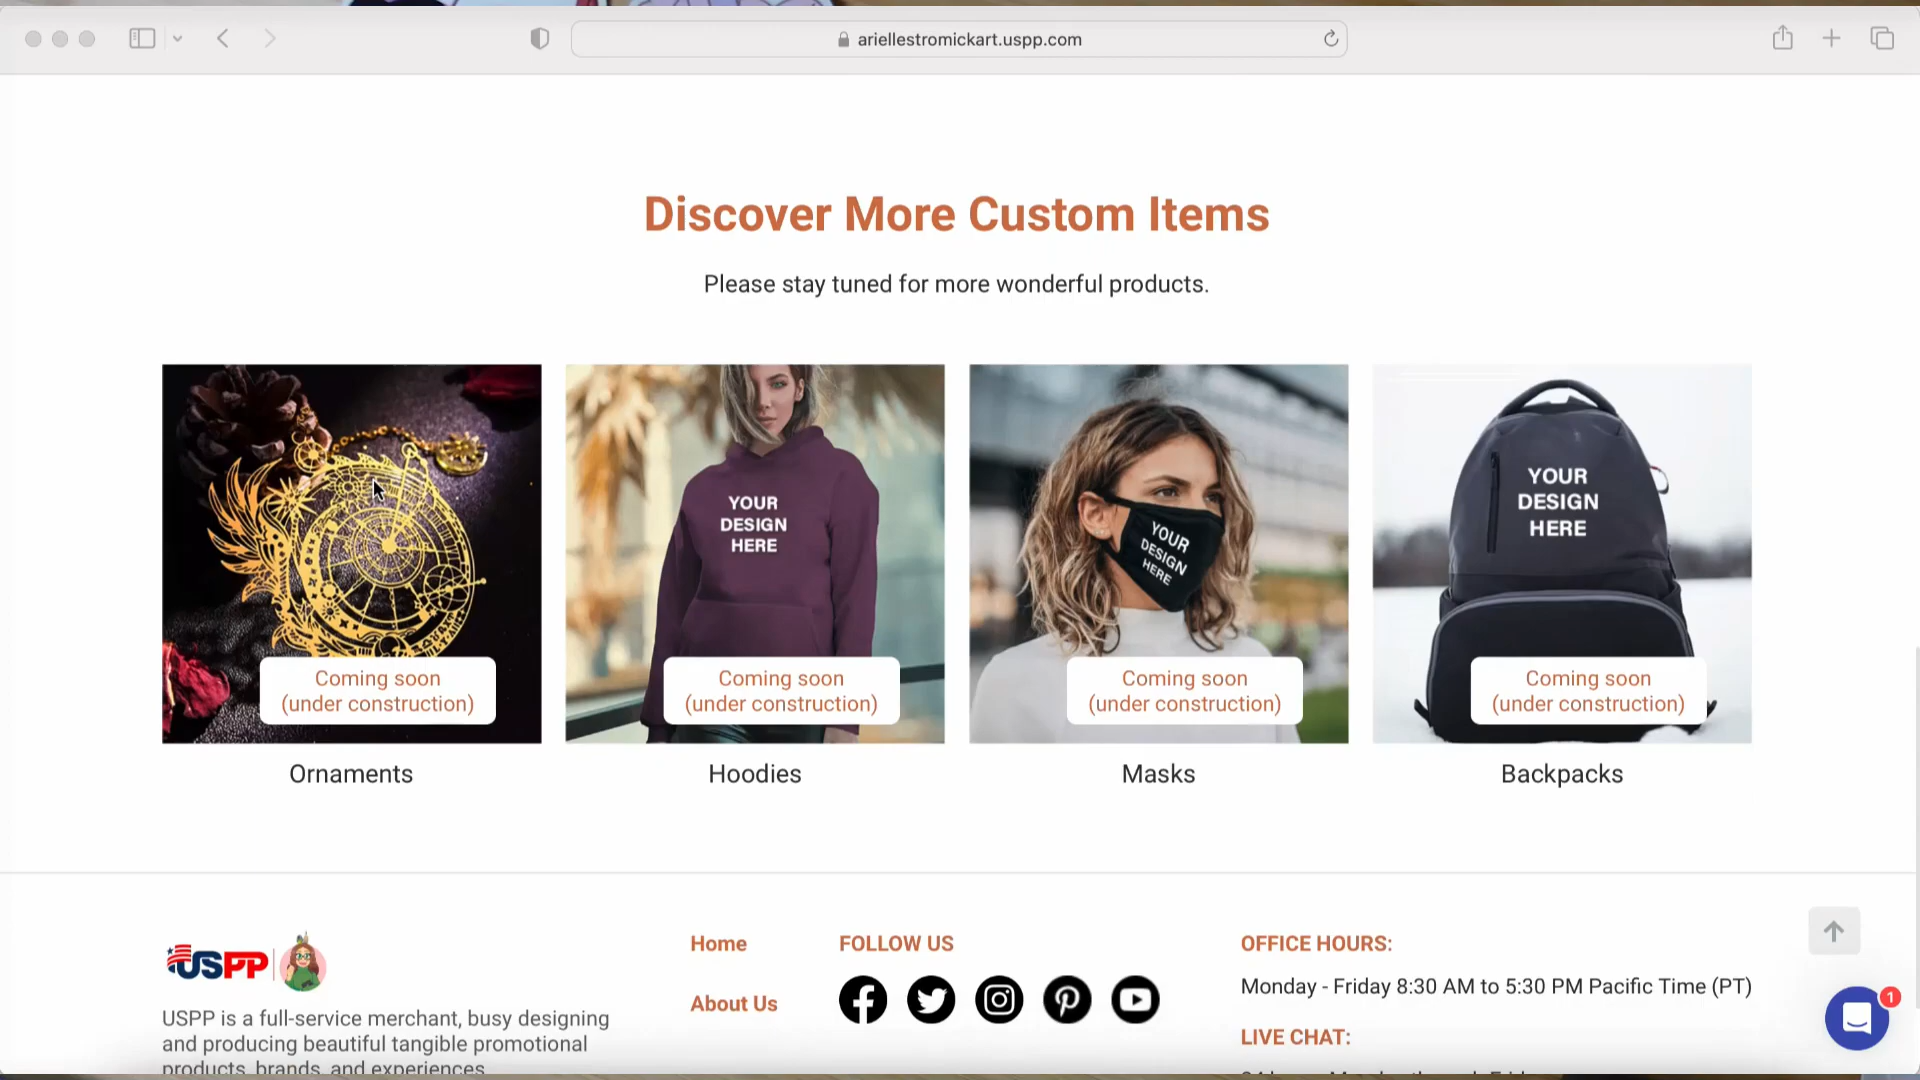 ariellestromickart.uspp.com
Discover More Custom Items
Please stay tuned for more wonderful products.
YOUR
DESIGN
HERE
YOUR
DESIGN
HERE
YOUR
DESIGN
HERE
Coming soon
(under construction)
Coming soon
(under construction)
Coming soon
(under construction)
Coming soon
(under construction)
Ornaments
Hoodies
Masks
Backpacks
USPP
USPP is a full-service merchant, busy designing
and producing beautiful tangible promotional
products, brands, and experiences
Home
About Us
FOLLOW US
OFFICE HOURS:
Monday - Friday 8:30 AM to 5:30 PM Pacific Time (PT)
LIVE CHAT:
1